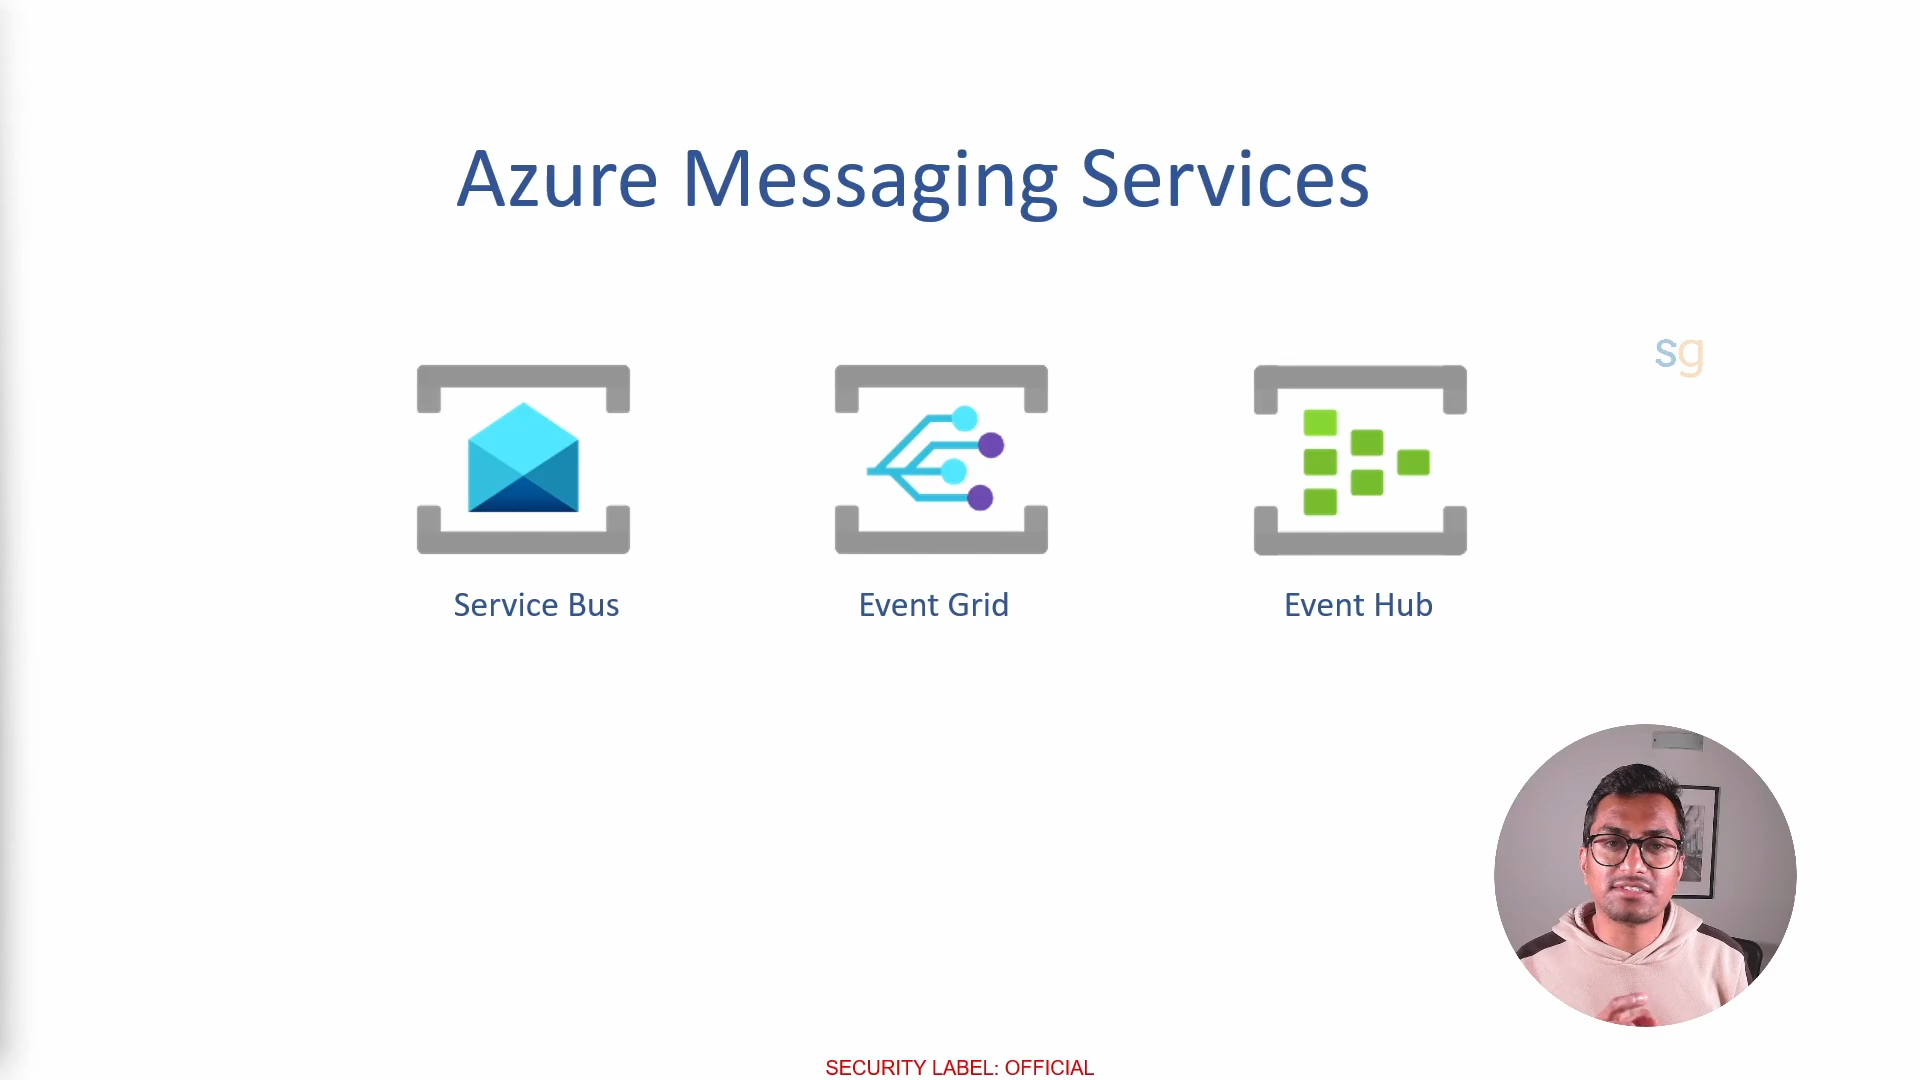 Azure Messaging Services
sg
Service Bus
Event Grid
Event Hub
SECURITY LABEL: OFFICIAL